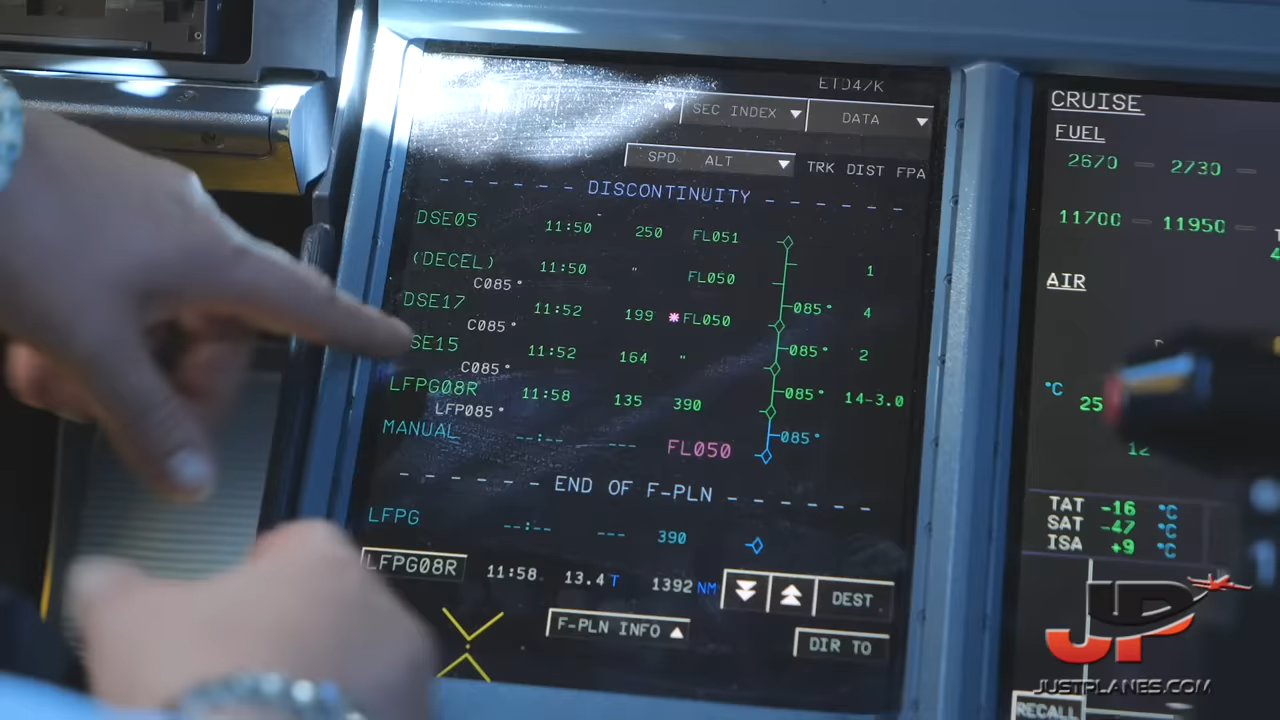 ETD4/K
SEC INDEX DATA
SPD ALT TRK DIST FPA
- - - - - - DISCONTINUITY - - - - - -
DSE05 11:50 250 FL051
(DECEL) 11:50 " FL050 1
C085°
DSE17 11:52 199 *FL050 085° 4
C085°
SE15 11:52 164 " 085° 2
C085°
LFPG08R 11:58 135 390 085° 14-3.0
LFP085°
MANUAL --:-- --- FL050 085°
- - - - - - END OF F-PLN - - - - - -
LFPG --:-- --- 390
LFPG08R 11:58 13.4 T 1392 NM DEST
F-PLN INFO DIR TO
CRUISE
FUEL
2670 - 2730 -
11700 - 11950 -
AIR
°C 25
12
TAT -16 °C
SAT -47 °C
ISA +9 °C
RECALL
JP
JUSTPLANES.COM